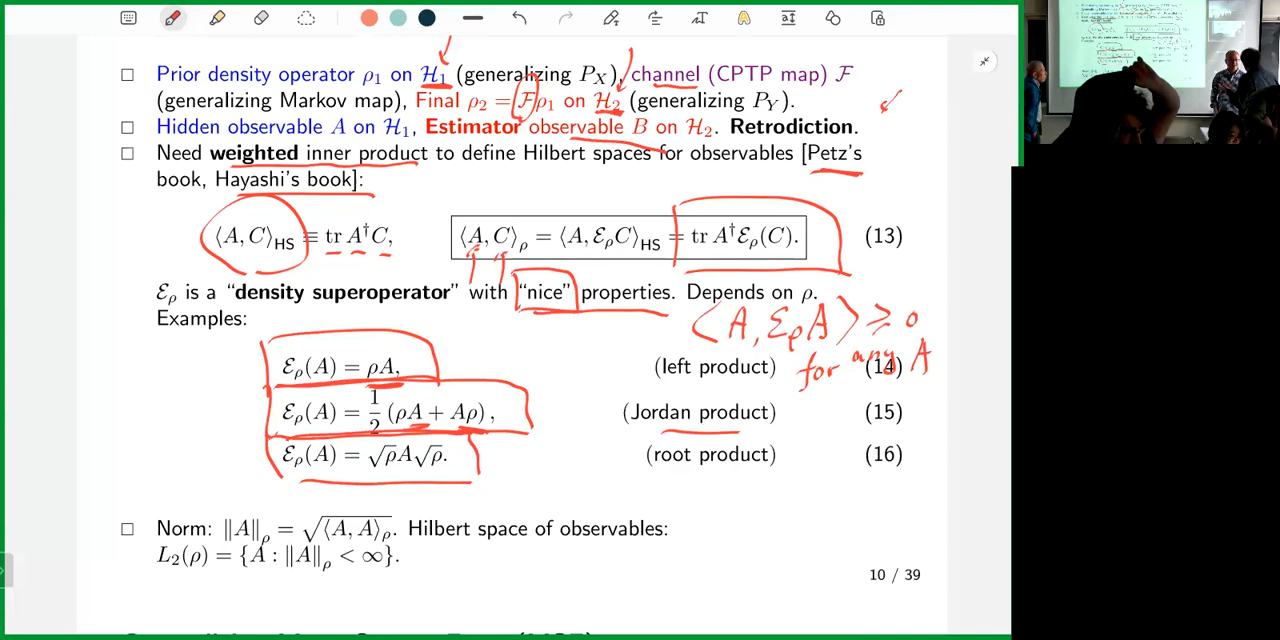 □ Prior density operator ρ₁ on ℋ₁ (generalizing P_X), channel (CPTP map) ℱ
(generalizing Markov map), Final ρ₂ = ℱρ₁ on ℋ₂ (generalizing P_Y).
□ Hidden observable A on ℋ₁, Estimator observable B on ℋ₂. Retrodiction.
□ Need weighted inner product to define Hilbert spaces for observables [Petz's
book, Hayashi's book]:
⟨A, C⟩_HS ≡ tr A†C, ⟨A, C⟩_ρ = ⟨A, ℰ_ρC⟩_HS = tr A†ℰ_ρ(C). (13)
ℰ_ρ is a "density superoperator" with "nice" properties. Depends on ρ.
Examples:
⟨A, ℰ_ρA⟩ ≥ 0
for any A
ℰ_ρ(A) = ρA, (left product) (14)
ℰ_ρ(A) = 1/2 (ρA + Aρ), (Jordan product) (15)
ℰ_ρ(A) = √ρA√ρ. (root product) (16)
□ Norm: ‖A‖_ρ = √⟨A, A⟩_ρ. Hilbert space of observables:
L₂(ρ) = {A : ‖A‖_ρ < ∞}.
10 / 39